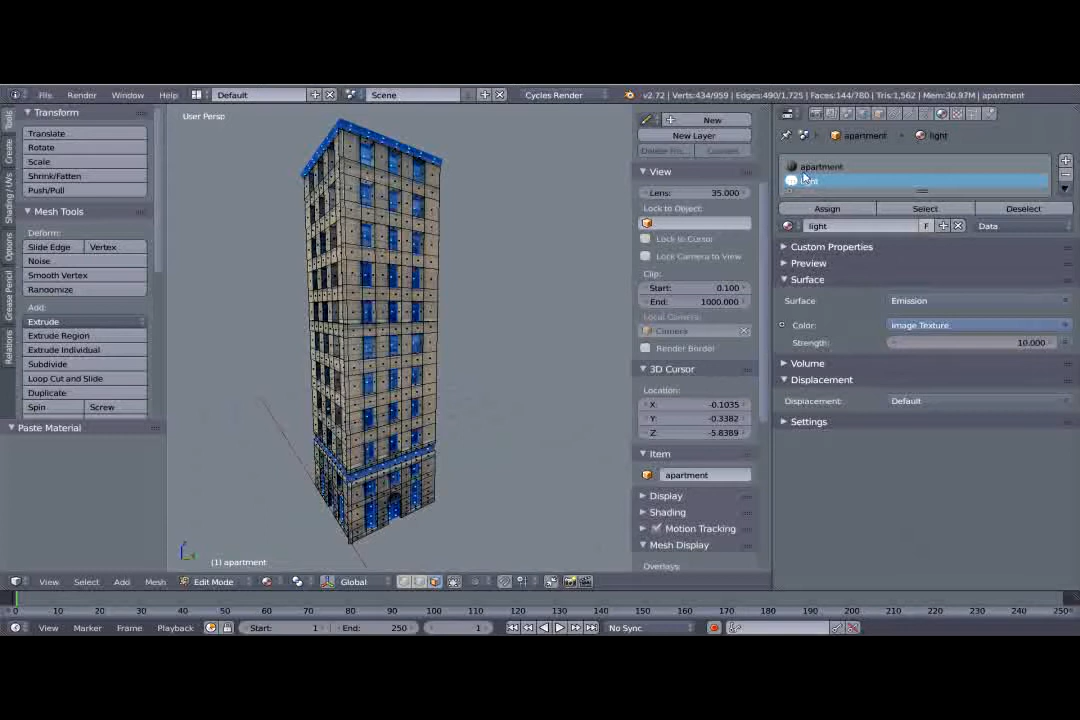 File Render Window Help Default Scene Cycles Render v2.72 | Verts:434/959 | Edges:490/1,725 | Faces:144/780 | Tris:1,562 | Mem:30.97M | apartment
Tools
Create
Shading / UVs
Options
Grease Pencil
Relations
Transform
Translate
Rotate
Scale
Shrink/Fatten
Push/Pull
Mesh Tools
Deform:
Slide Edge Vertex
Noise
Smooth Vertex
Randomize
Add:
Extrude
Extrude Region
Extrude Individual
Subdivide
Loop Cut and Slide
Duplicate
Spin Screw
Paste Material
User Persp
(1) apartment
New
New Layer
View
Lens: 35.000
Lock to Object:
Lock to Cursor
Lock Camera to View
Clip:
Start: 0.100
End: 1000.000
Local Camera:
Camera
Render Border
3D Cursor
Location:
X: -0.1035
Y: -0.3382
Z: -5.8389
Item
apartment
Display
Shading
Motion Tracking
Mesh Display
Overlays:
apartment light
apartment
Assign Select Deselect
light F Data
Custom Properties
Preview
Surface
Surface: Emission
Color: Image Texture
Strength: 10.000
Volume
Displacement
Displacement: Default
Settings
View Select Add Mesh Edit Mode Global
0 10 20 30 40 50 60 70 80 90 100 110 120 130 140 150 160 170 180 190 200 210 220 230 240 250
View Marker Frame Playback Start: 1 End: 250 1 No Sync